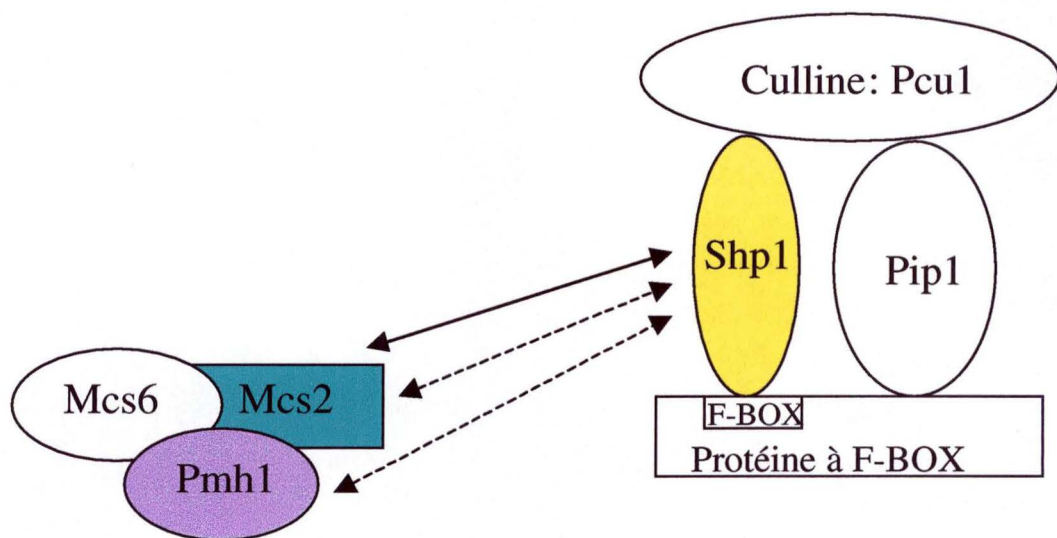 Culline: Pcu1
Shp1
Pip1
Mcs6
Mcs2
Pmh1
F-BOX
Protéine à F-BOX